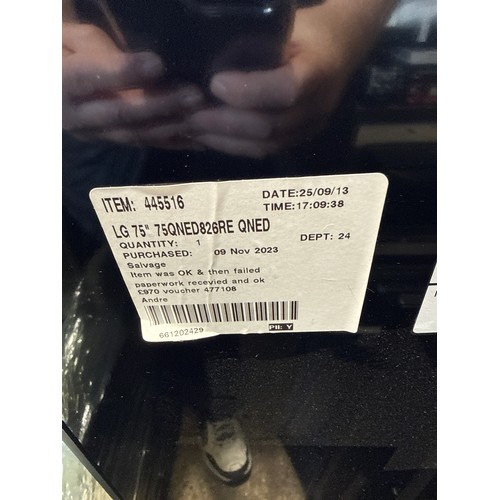 ITEM: 445516 DATE:25/09/13
TIME:17:09:38
LG 75" 75QNED826RE QNED
QUANTITY: 1 DEPT: 24
PURCHASED: 09 Nov 2023
Salvage
Item was OK & then failed
paperwork recevied and ok
£970 voucher 477108
Andre
661202429 PB: Y